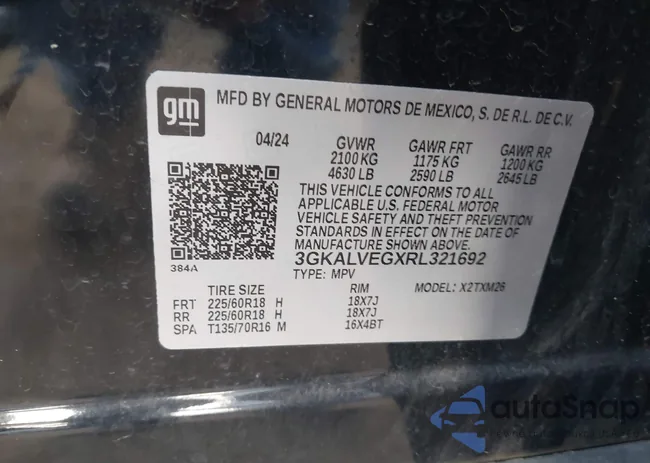 gm
MFD BY GENERAL MOTORS DE MEXICO, S. DE R.L. DE C.V.
04/24 GVWR GAWR FRT GAWR RR
2100 KG 1175 KG 1200 KG
4630 LB 2590 LB 2645 LB
THIS VEHICLE CONFORMS TO ALL
APPLICABLE U.S. FEDERAL MOTOR
VEHICLE SAFETY AND THEFT PREVENTION
STANDARDS IN EFFECT ON THE DATE
OF MANUFACTURE SHOWN ABOVE.
384A
3GKALVEGXRL321692
TYPE: MPV MODEL: X2TXM26
TIRE SIZE RIM
FRT 225/60R18 H 18X7J
RR 225/60R18 H 18X7J
SPA T135/70R16 M 16X4BT
autoSnap